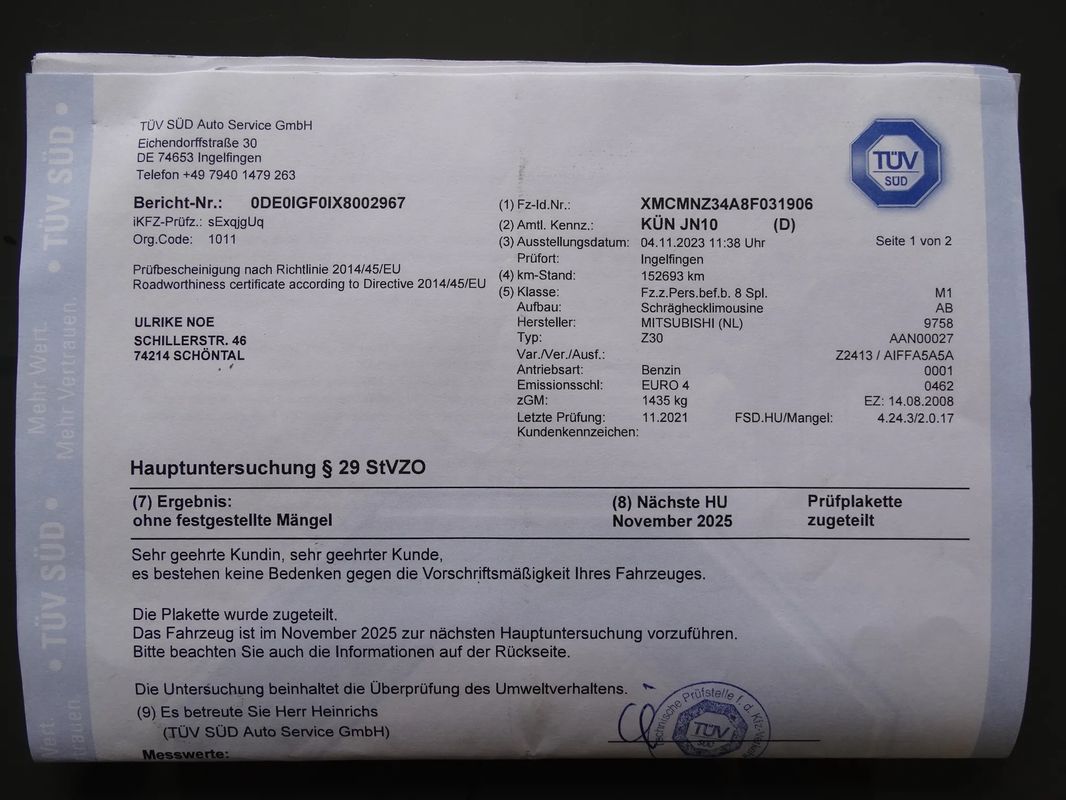 TÜV SÜD Auto Service GmbH
Eichendorffstraße 30
DE 74653 Ingelfingen
Telefon +49 7940 1479 263
Bericht-Nr.: 0DE0IGF0IX8002967
iKFZ-Prüfz.: sExqjgUq
Org.Code: 1011
Prüfbescheinigung nach Richtlinie 2014/45/EU
Roadworthiness certificate according to Directive 2014/45/EU
ULRIKE NOE
SCHILLERSTR. 46
74214 SCHÖNTAL
TÜV
SÜD
(1) Fz-Id.Nr.: XMCMNZ34A8F031906
(2) Amtl. Kennz.: KÜN JN10 (D)
(3) Ausstellungsdatum: 04.11.2023 11:38 Uhr Seite 1 von 2
Prüfort: Ingelfingen
(4) km-Stand: 152693 km
(5) Klasse: Fz.z.Pers.bef.b. 8 Spl. M1
Aufbau: Schräghecklimousine AB
Hersteller: MITSUBISHI (NL) 9758
Typ: Z30 AAN00027
Var./Ver./Ausf.: Z2413 / AIFFA5A5A
Antriebsart: Benzin 0001
Emissionsschl: EURO 4 0462
zGM: 1435 kg EZ: 14.08.2008
Letzte Prüfung: 11.2021 FSD.HU/Mangel: 4.24.3/2.0.17
Kundenkennzeichen:
Hauptuntersuchung § 29 StVZO
(7) Ergebnis: (8) Nächste HU Prüfplakette
ohne festgestellte Mängel November 2025 zugeteilt
Sehr geehrte Kundin, sehr geehrter Kunde,
es bestehen keine Bedenken gegen die Vorschriftsmäßigkeit Ihres Fahrzeuges.
Die Plakette wurde zugeteilt.
Das Fahrzeug ist im November 2025 zur nächsten Hauptuntersuchung vorzuführen.
Bitte beachten Sie auch die Informationen auf der Rückseite.
Die Untersuchung beinhaltet die Überprüfung des Umweltverhaltens.
(9) Es betreute Sie Herr Heinrichs
(TÜV SÜD Auto Service GmbH)
Messwerte:
Technische Prüfstelle f. d. Kfz-
TÜV
SÜD
• TÜV SÜD •
Mehr Wert.
Mehr Vertrauen.
• TÜV SÜD •
Wert.
trauen